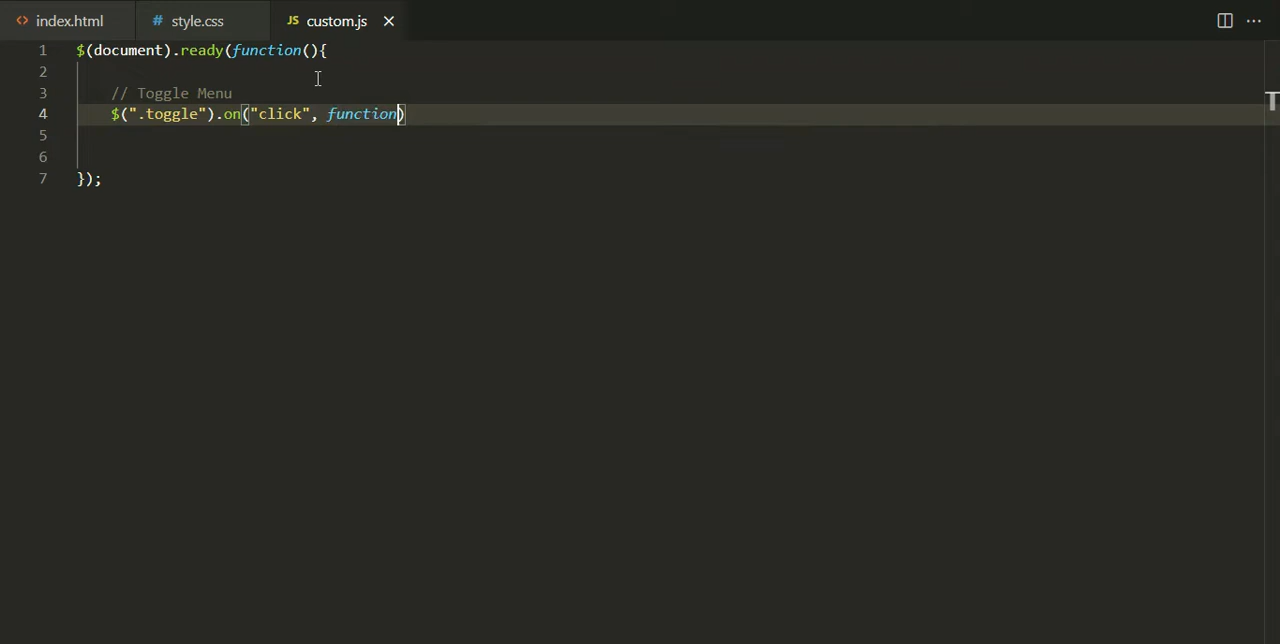 index.html # style.css JS custom.js
1 $(document).ready(function(){
2
3 // Toggle Menu
4 $(".toggle").on("click", function)
5
6
7 });